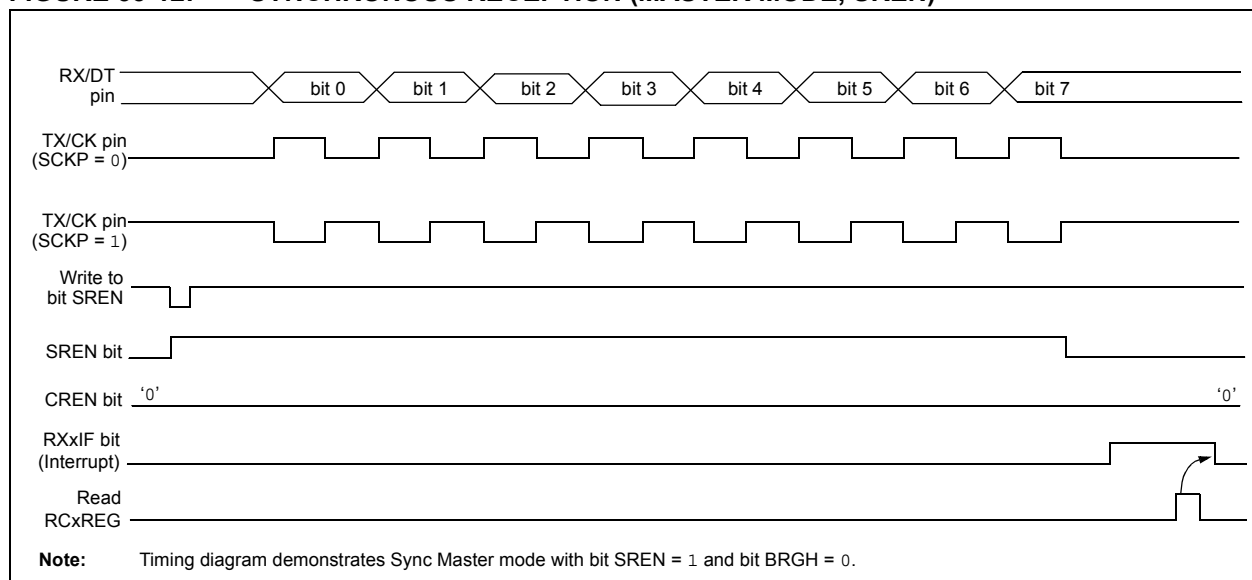 RX/DT
pin
bit 0 bit 1 bit 2 bit 3 bit 4 bit 5 bit 6 bit 7
TX/CK pin
(SCKP = 0)
TX/CK pin
(SCKP = 1)
Write to
bit SREN
SREN bit
CREN bit '0' '0'
RXxIF bit
(Interrupt)
Read
RCxREG
Note: Timing diagram demonstrates Sync Master mode with bit SREN = 1 and bit BRGH = 0.